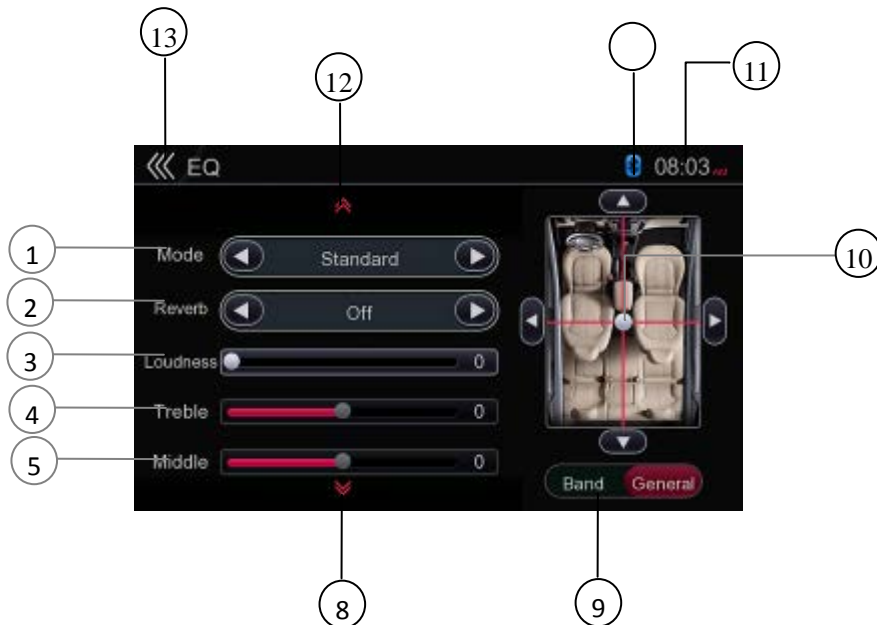 13
12
11
EQ
08:03
1
Mode
Standard
10
2
Reverb
Off
3
Loudness
0
4
Treble
0
5
Middle
0
Band
General
8
9